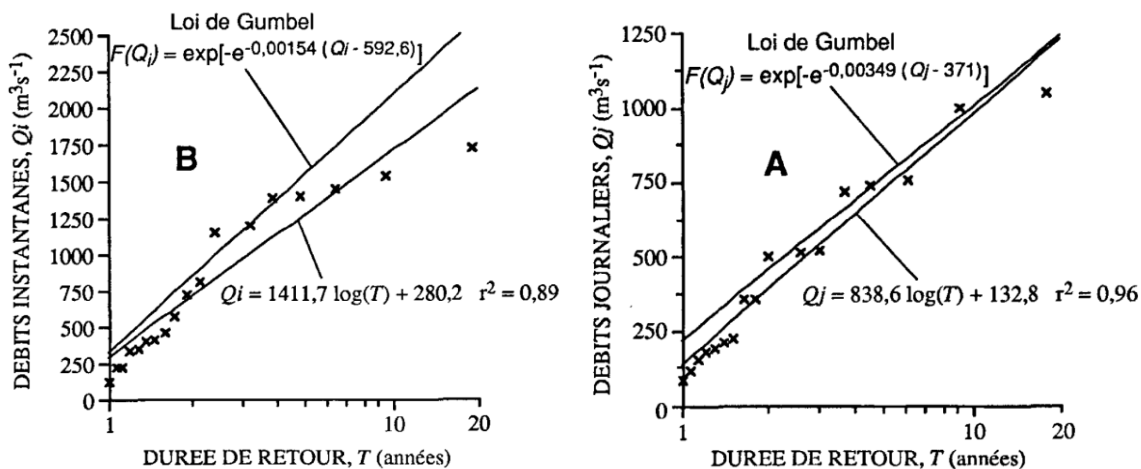 Loi de Gumbel
F(Qi) = exp[-e-0,00154 (Qi - 592,6)]
DEBITS INSTANTANES, Qi (m3s-1)
2500
2250
2000
1750
1500
1250
1000
750
500
250
0
B
Qi = 1411,7 log(T) + 280,2 r2 = 0,89
1
10
20
DUREE DE RETOUR, T (années)
Loi de Gumbel
F(Qj) = exp[-e-0,00349 (Qj - 371)]
DEBITS JOURNALIERS, Qj (m3s-1)
1250
1000
750
500
250
0
A
Qj = 838,6 log(T) + 132,8 r2 = 0,96
1
10
20
DUREE DE RETOUR, T (années)